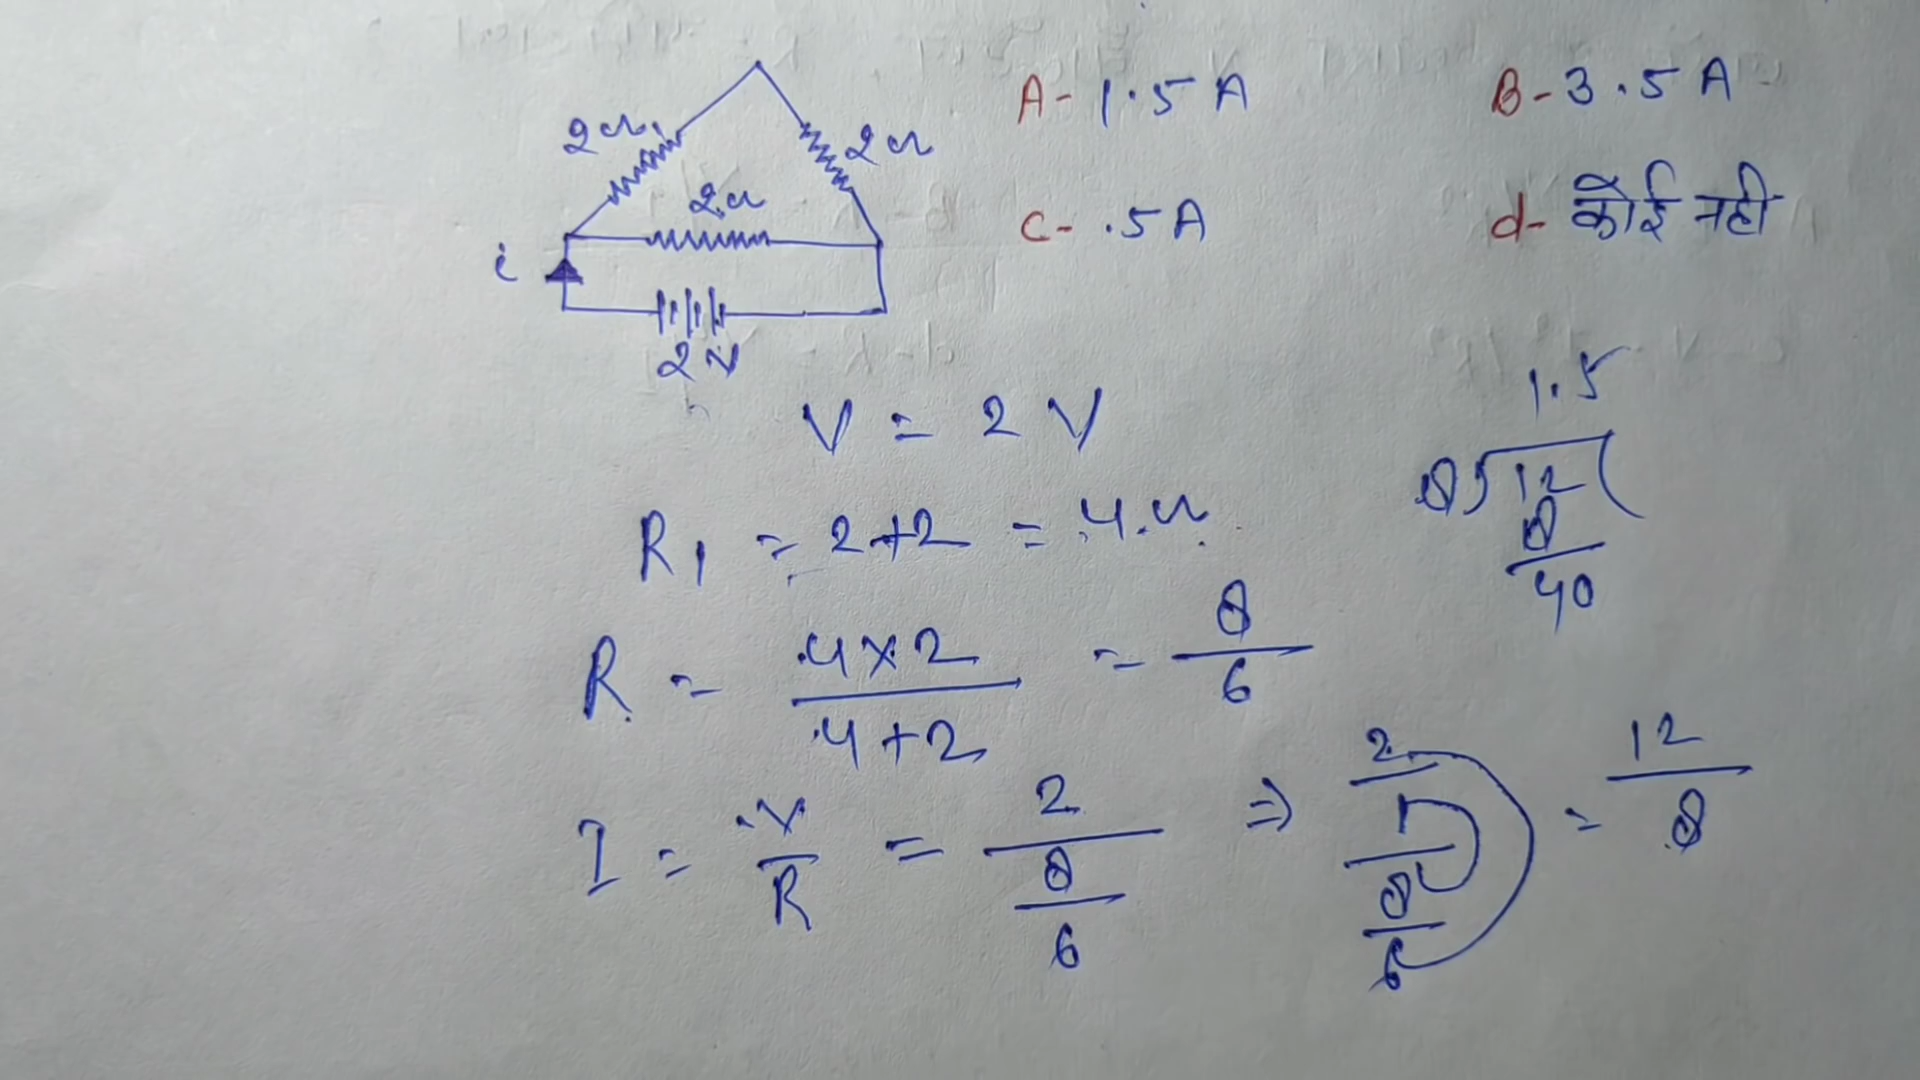 2Ω 2Ω
2Ω
i
2V
A- 1.5 A B- 3.5 A
C- .5 A d- कोई नही
V = 2 V
R1 = 2+2 = 4Ω
R = 4×2 / 4+2 = 8/6
I = V/R = 2 / 8/6 ⇒ 2/1 / 8/6 = 12/8
1.5
8)12(
8
40